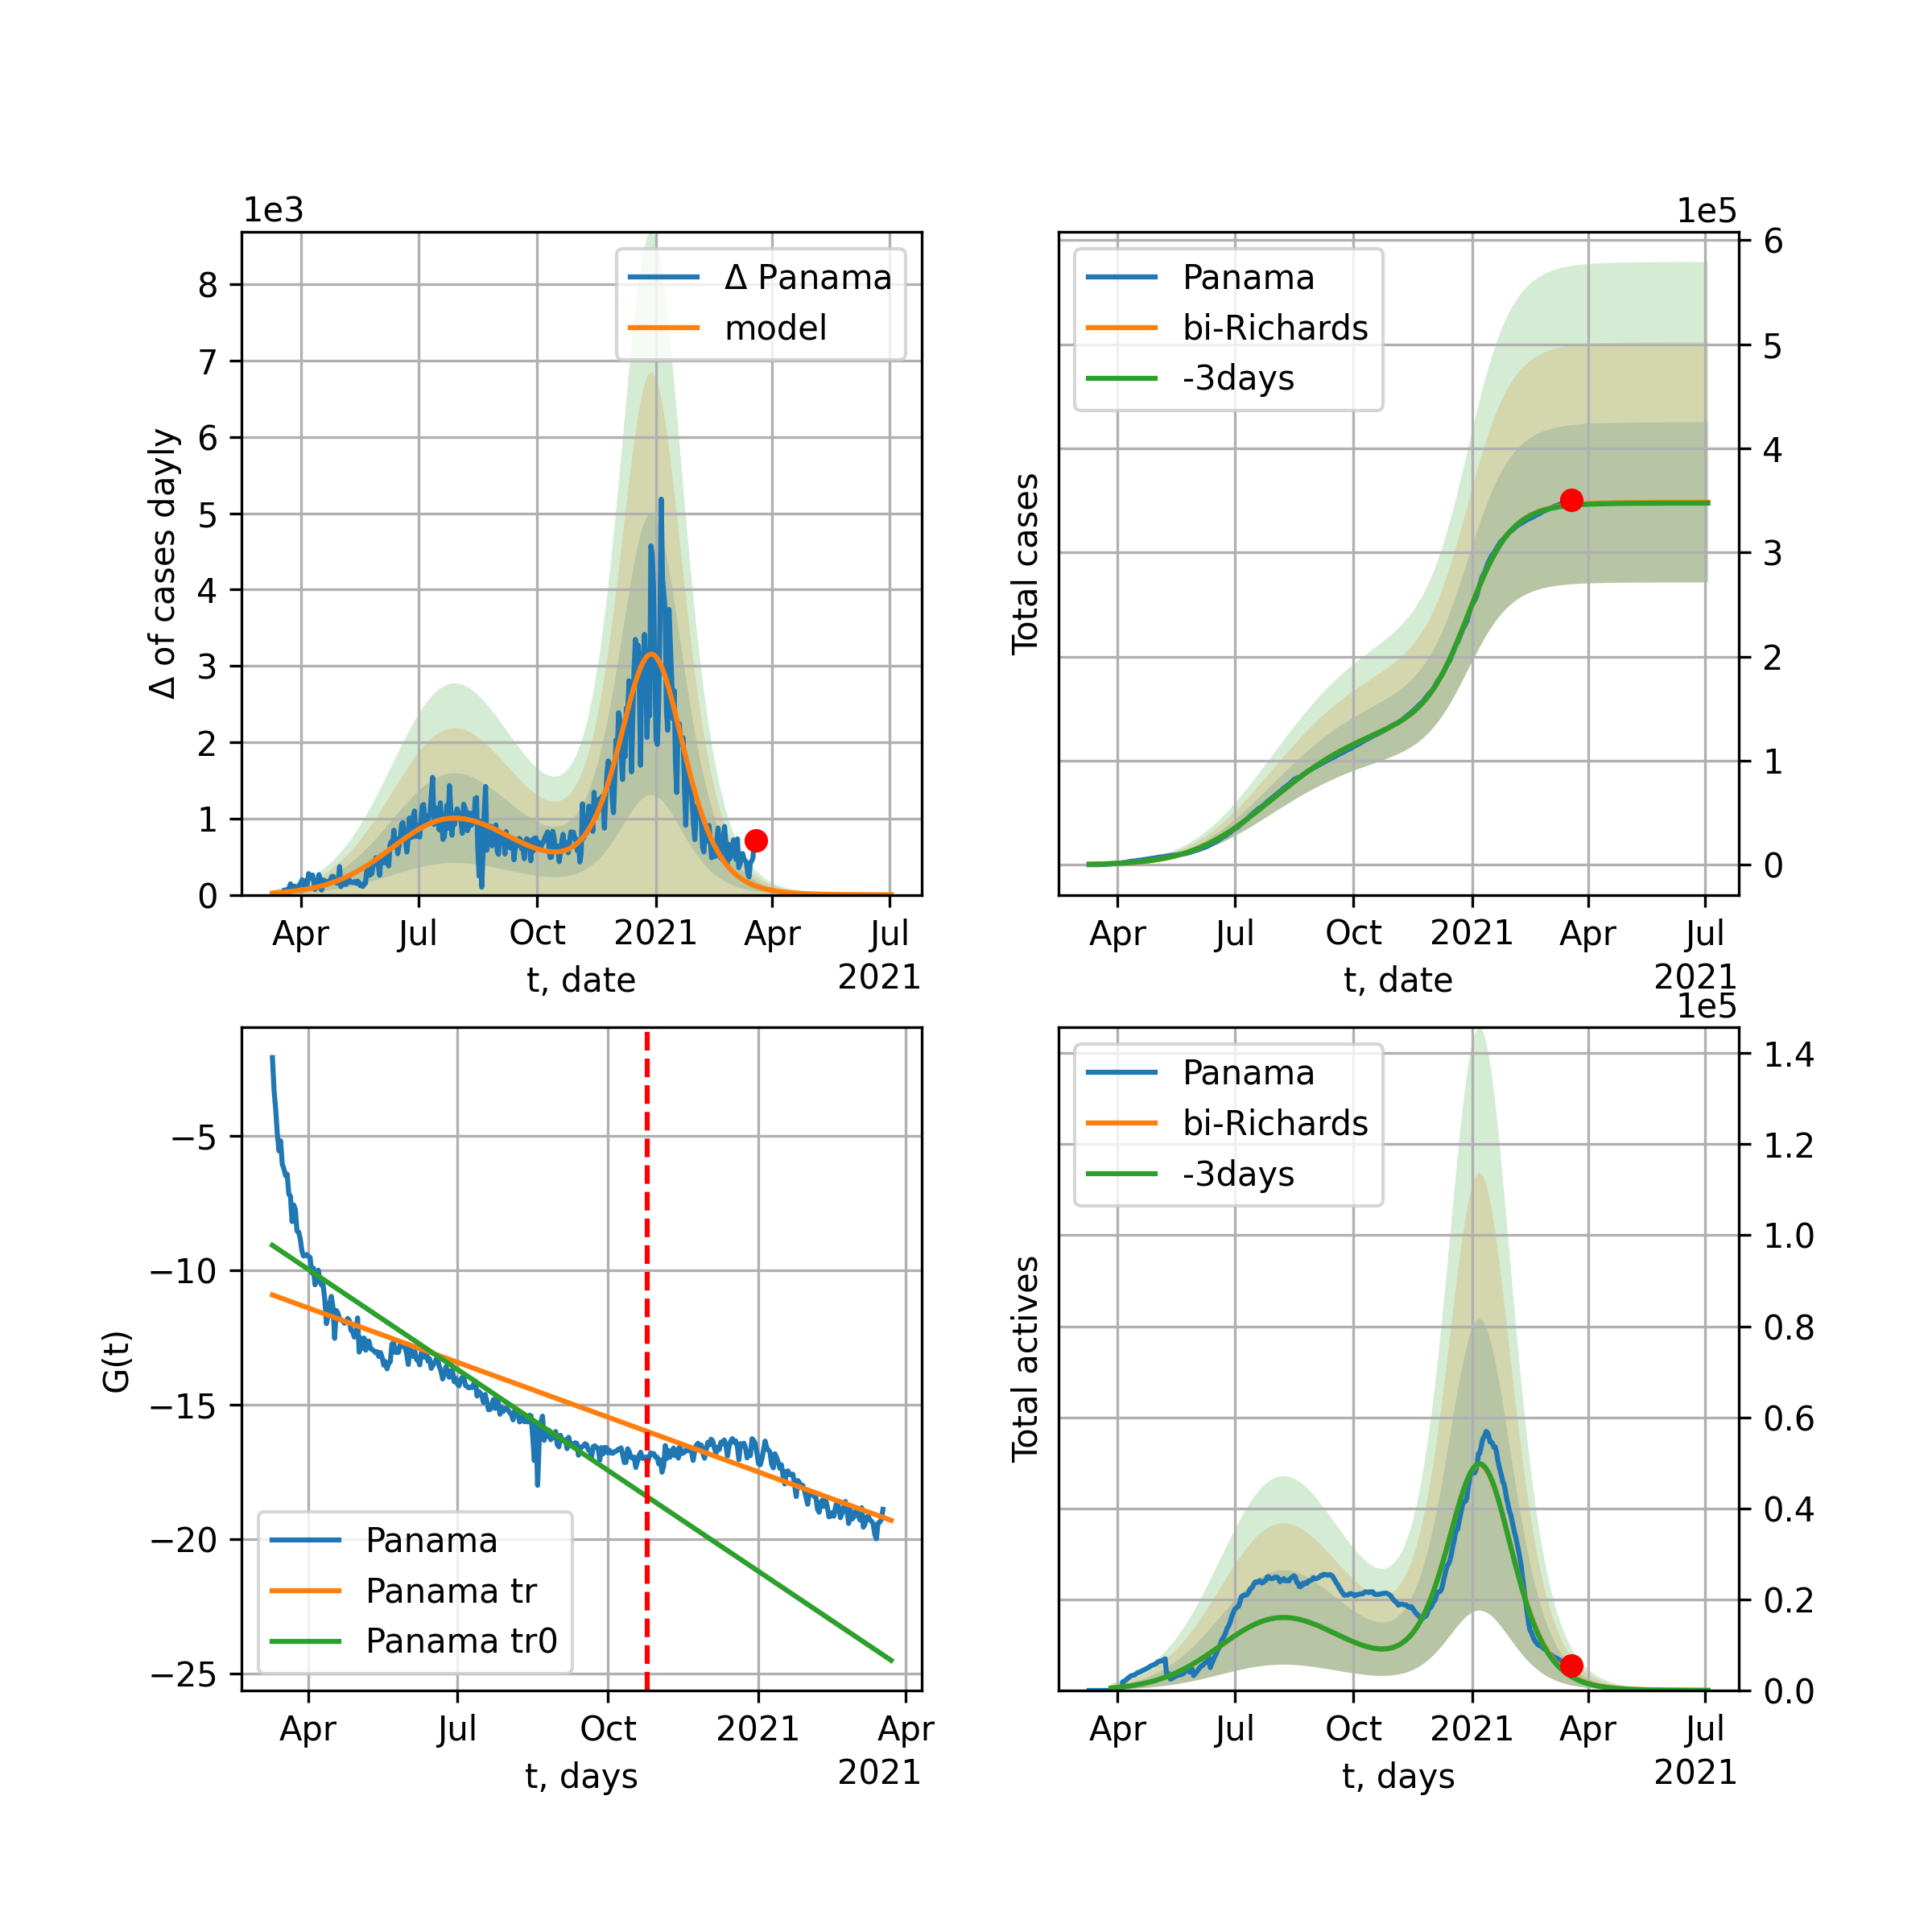 1e3
8
7
6
5
4
3
2
1
0
Δ of cases dayly
Δ Panama
model
Apr
Jul
Oct
2021
Apr
Jul
2021
t, date
1e5
6
5
4
3
2
1
0
Total cases
Panama
bi-Richards
-3days
Apr
Jul
Oct
2021
Apr
Jul
2021
t, date
−5
−10
−15
−20
−25
G(t)
Panama
Panama tr
Panama tr0
Apr
Jul
Oct
2021
Apr
2021
t, days
1e5
1.4
1.2
1.0
0.8
0.6
0.4
0.2
0.0
Total actives
Panama
bi-Richards
-3days
Apr
Jul
Oct
2021
Apr
Jul
2021
t, days